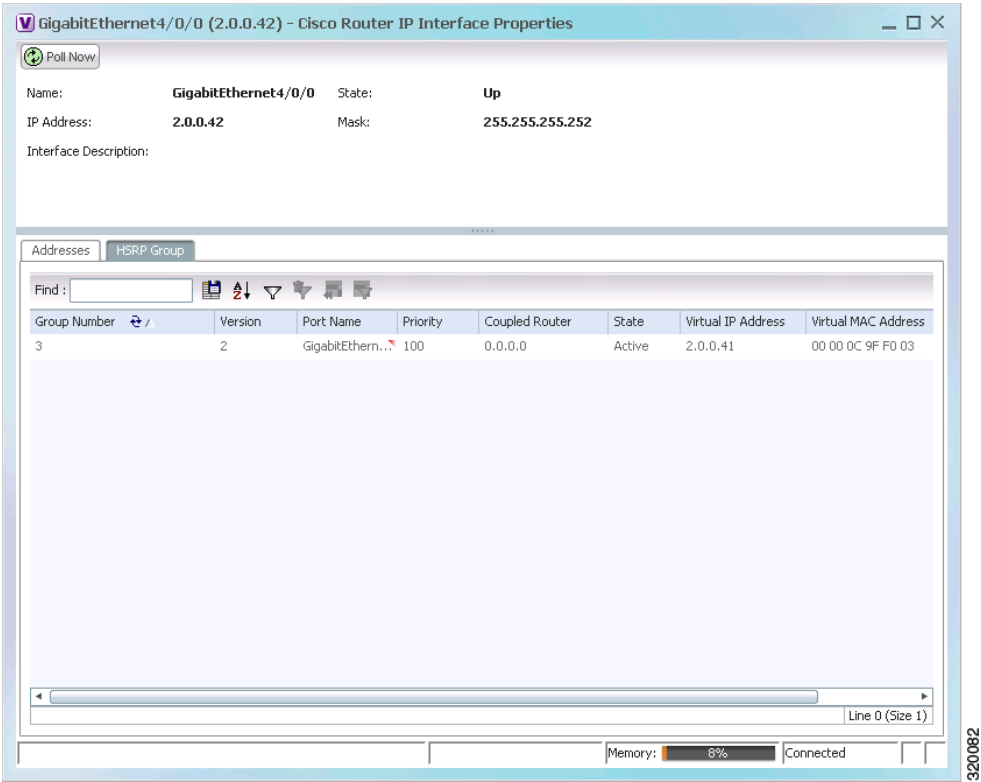 V GigabitEthernet4/0/0 (2.0.0.42) - Cisco Router IP Interface Properties
Poll Now
Name: GigabitEthernet4/0/0 State: Up
IP Address: 2.0.0.42 Mask: 255.255.255.252
Interface Description:
Addresses HSRP Group
Find :
Group Number Version Port Name Priority Coupled Router State Virtual IP Address Virtual MAC Address
3 2 GigabitEthern... 100 0.0.0.0 Active 2.0.0.41 00 00 0C 9F F0 03
Line 0 (Size 1)
Memory: 8% Connected
320082